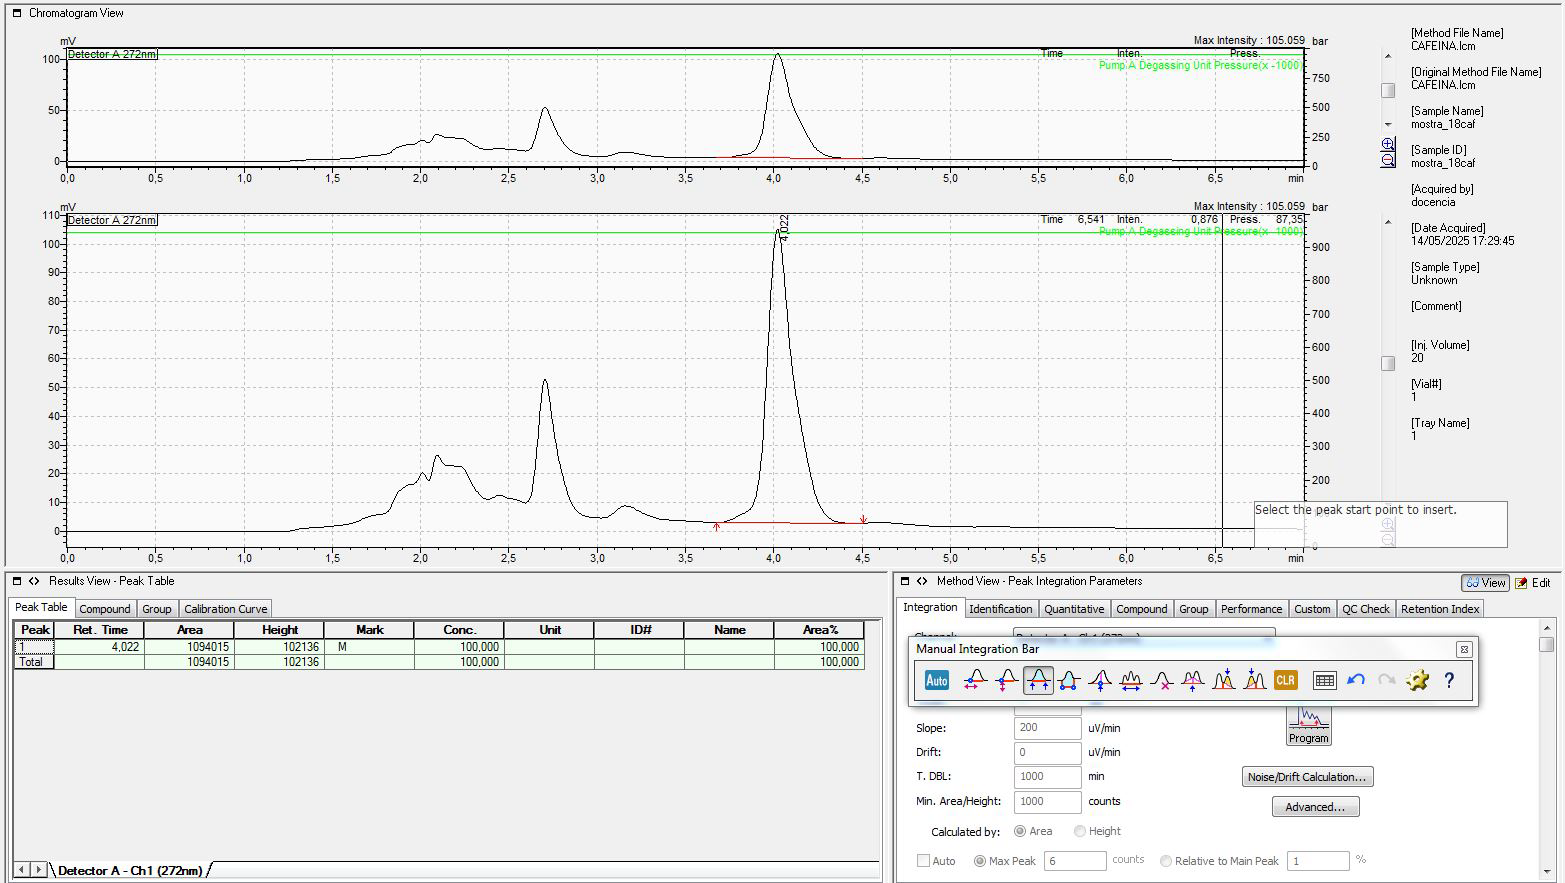 Chromatogram View
mV
Max Intensity : 105.059
bar
Detector A 272nm
Time Inten. Press.
Pump A Degassing Unit Pressure(x -1000)
100
50
0
750
500
250
0
0,0 0,5 1,0 1,5 2,0 2,5 3,0 3,5 4,0 4,5 5,0 5,5 6,0 6,5 min
mV
Max Intensity : 105.059
bar
Detector A 272nm
Time 6,541 Inten. 0,876 Press. 87,35
Pump A Degassing Unit Pressure(x -1000)
4,022
110
100
90
80
70
60
50
40
30
20
10
0
900
800
700
600
500
400
300
200
0
0,0 0,5 1,0 1,5 2,0 2,5 3,0 3,5 4,0 4,5 5,0 5,5 6,0 6,5 min
Select the peak start point to insert.
[Method File Name]
CAFEINA.lcm
[Original Method File Name]
CAFEINA.lcm
[Sample Name]
mostra_18caf
[Sample ID]
mostra_18caf
[Acquired by]
docencia
[Date Acquired]
14/05/2025 17:29:45
[Sample Type]
Unknown
[Comment]
[Inj. Volume]
20
[Vial#]
1
[Tray Name]
1
Results View - Peak Table
Peak Table Compound Group Calibration Curve
Peak Ret. Time Area Height Mark Conc. Unit ID# Name Area%
1 4,022 1094015 102136 M 100,000 100,000
Total 1094015 102136 100,000 100,000
Detector A - Ch1 (272nm)
Method View - Peak Integration Parameters
View Edit
Integration Identification Quantitative Compound Group Performance Custom QC Check Retention Index
Channel: Detector A - Ch1 (272nm)
Manual Integration Bar
Auto CLR ?
Slope: 200 uV/min
Program
Drift: 0 uV/min
T. DBL: 1000 min
Noise/Drift Calculation...
Min. Area/Height: 1000 counts
Advanced...
Calculated by: Area Height
Auto Max Peak 6 counts Relative to Main Peak 1 %